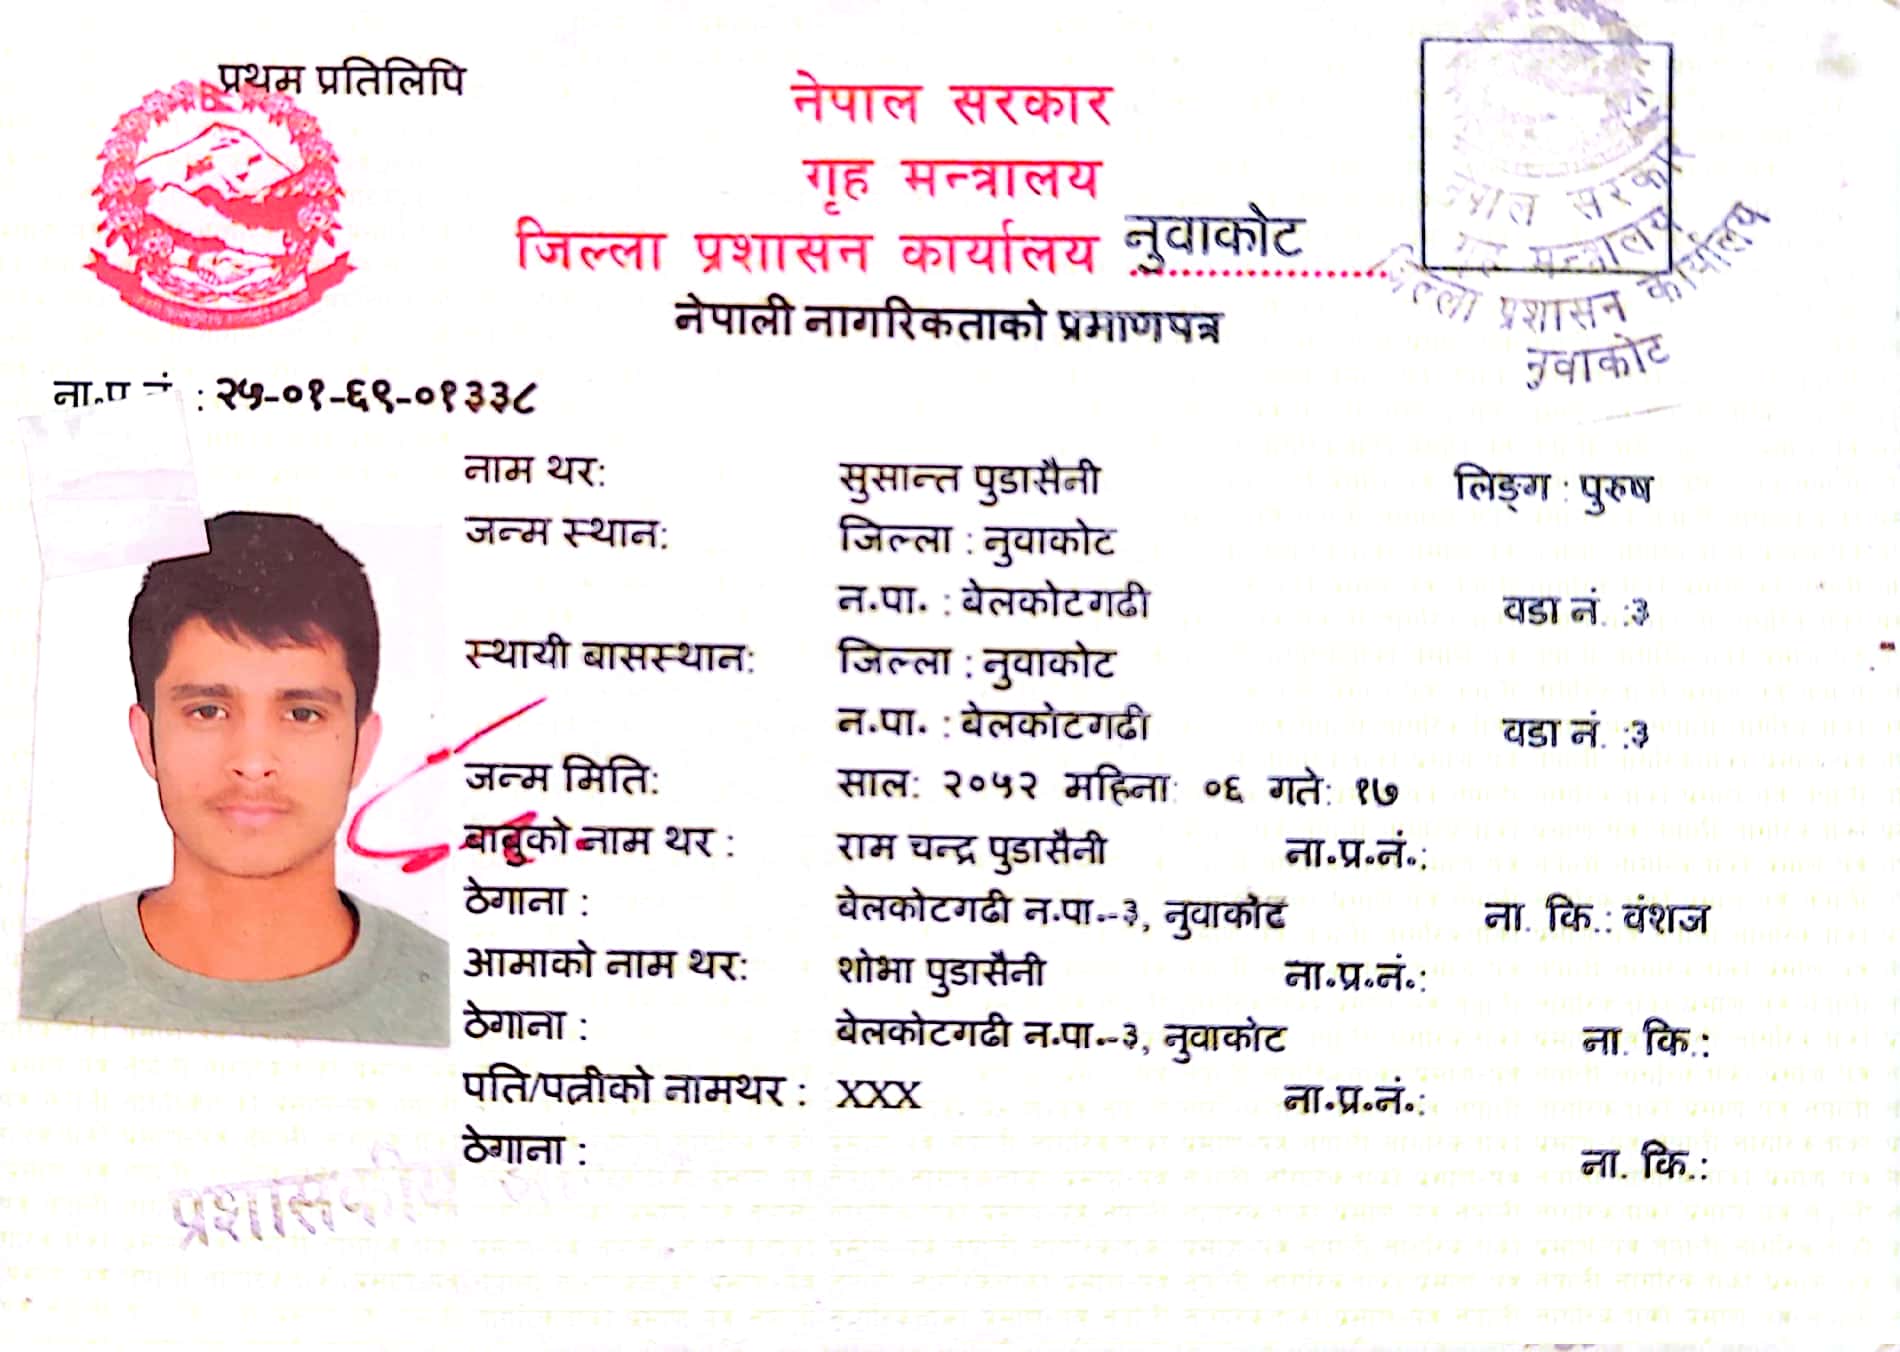 प्रथम प्रतिलिपि
नेपाल सरकार
गृह मन्त्रालय
जिल्ला प्रशासन कार्यालय नुवाकोट
नेपाली नागरिकताको प्रमाणपत्र
नेपाल सरकार
गृह मन्त्रालय
जिल्ला प्रशासन कार्यालय
नुवाकोट
ना.प्र.नं. : २५-०१-६९-०१३३८
नाम थर: सुसान्त पुडासैनी लिङ्ग : पुरुष
जन्म स्थान: जिल्ला : नुवाकोट
न.पा. : बेलकोटगढी वडा नं. :३
स्थायी बासस्थान: जिल्ला : नुवाकोट
न.पा. : बेलकोटगढी वडा नं. :३
जन्म मिति: साल: २०५२ महिना: ०६ गते: १७
बाबुको नाम थर : राम चन्द्र पुडासैनी ना.प्र.नं.:
ठेगाना : बेलकोटगढी न.पा.-३, नुवाकोट ना. कि.: वंशज
आमाको नाम थर: शोभा पुडासैनी ना.प्र.नं.:
ठेगाना : बेलकोटगढी न.पा.-३, नुवाकोट ना. कि.:
पति/पत्नीको नामथर : XXX ना.प्र.नं.:
ठेगाना : ना. कि.:
प्रशासकीय